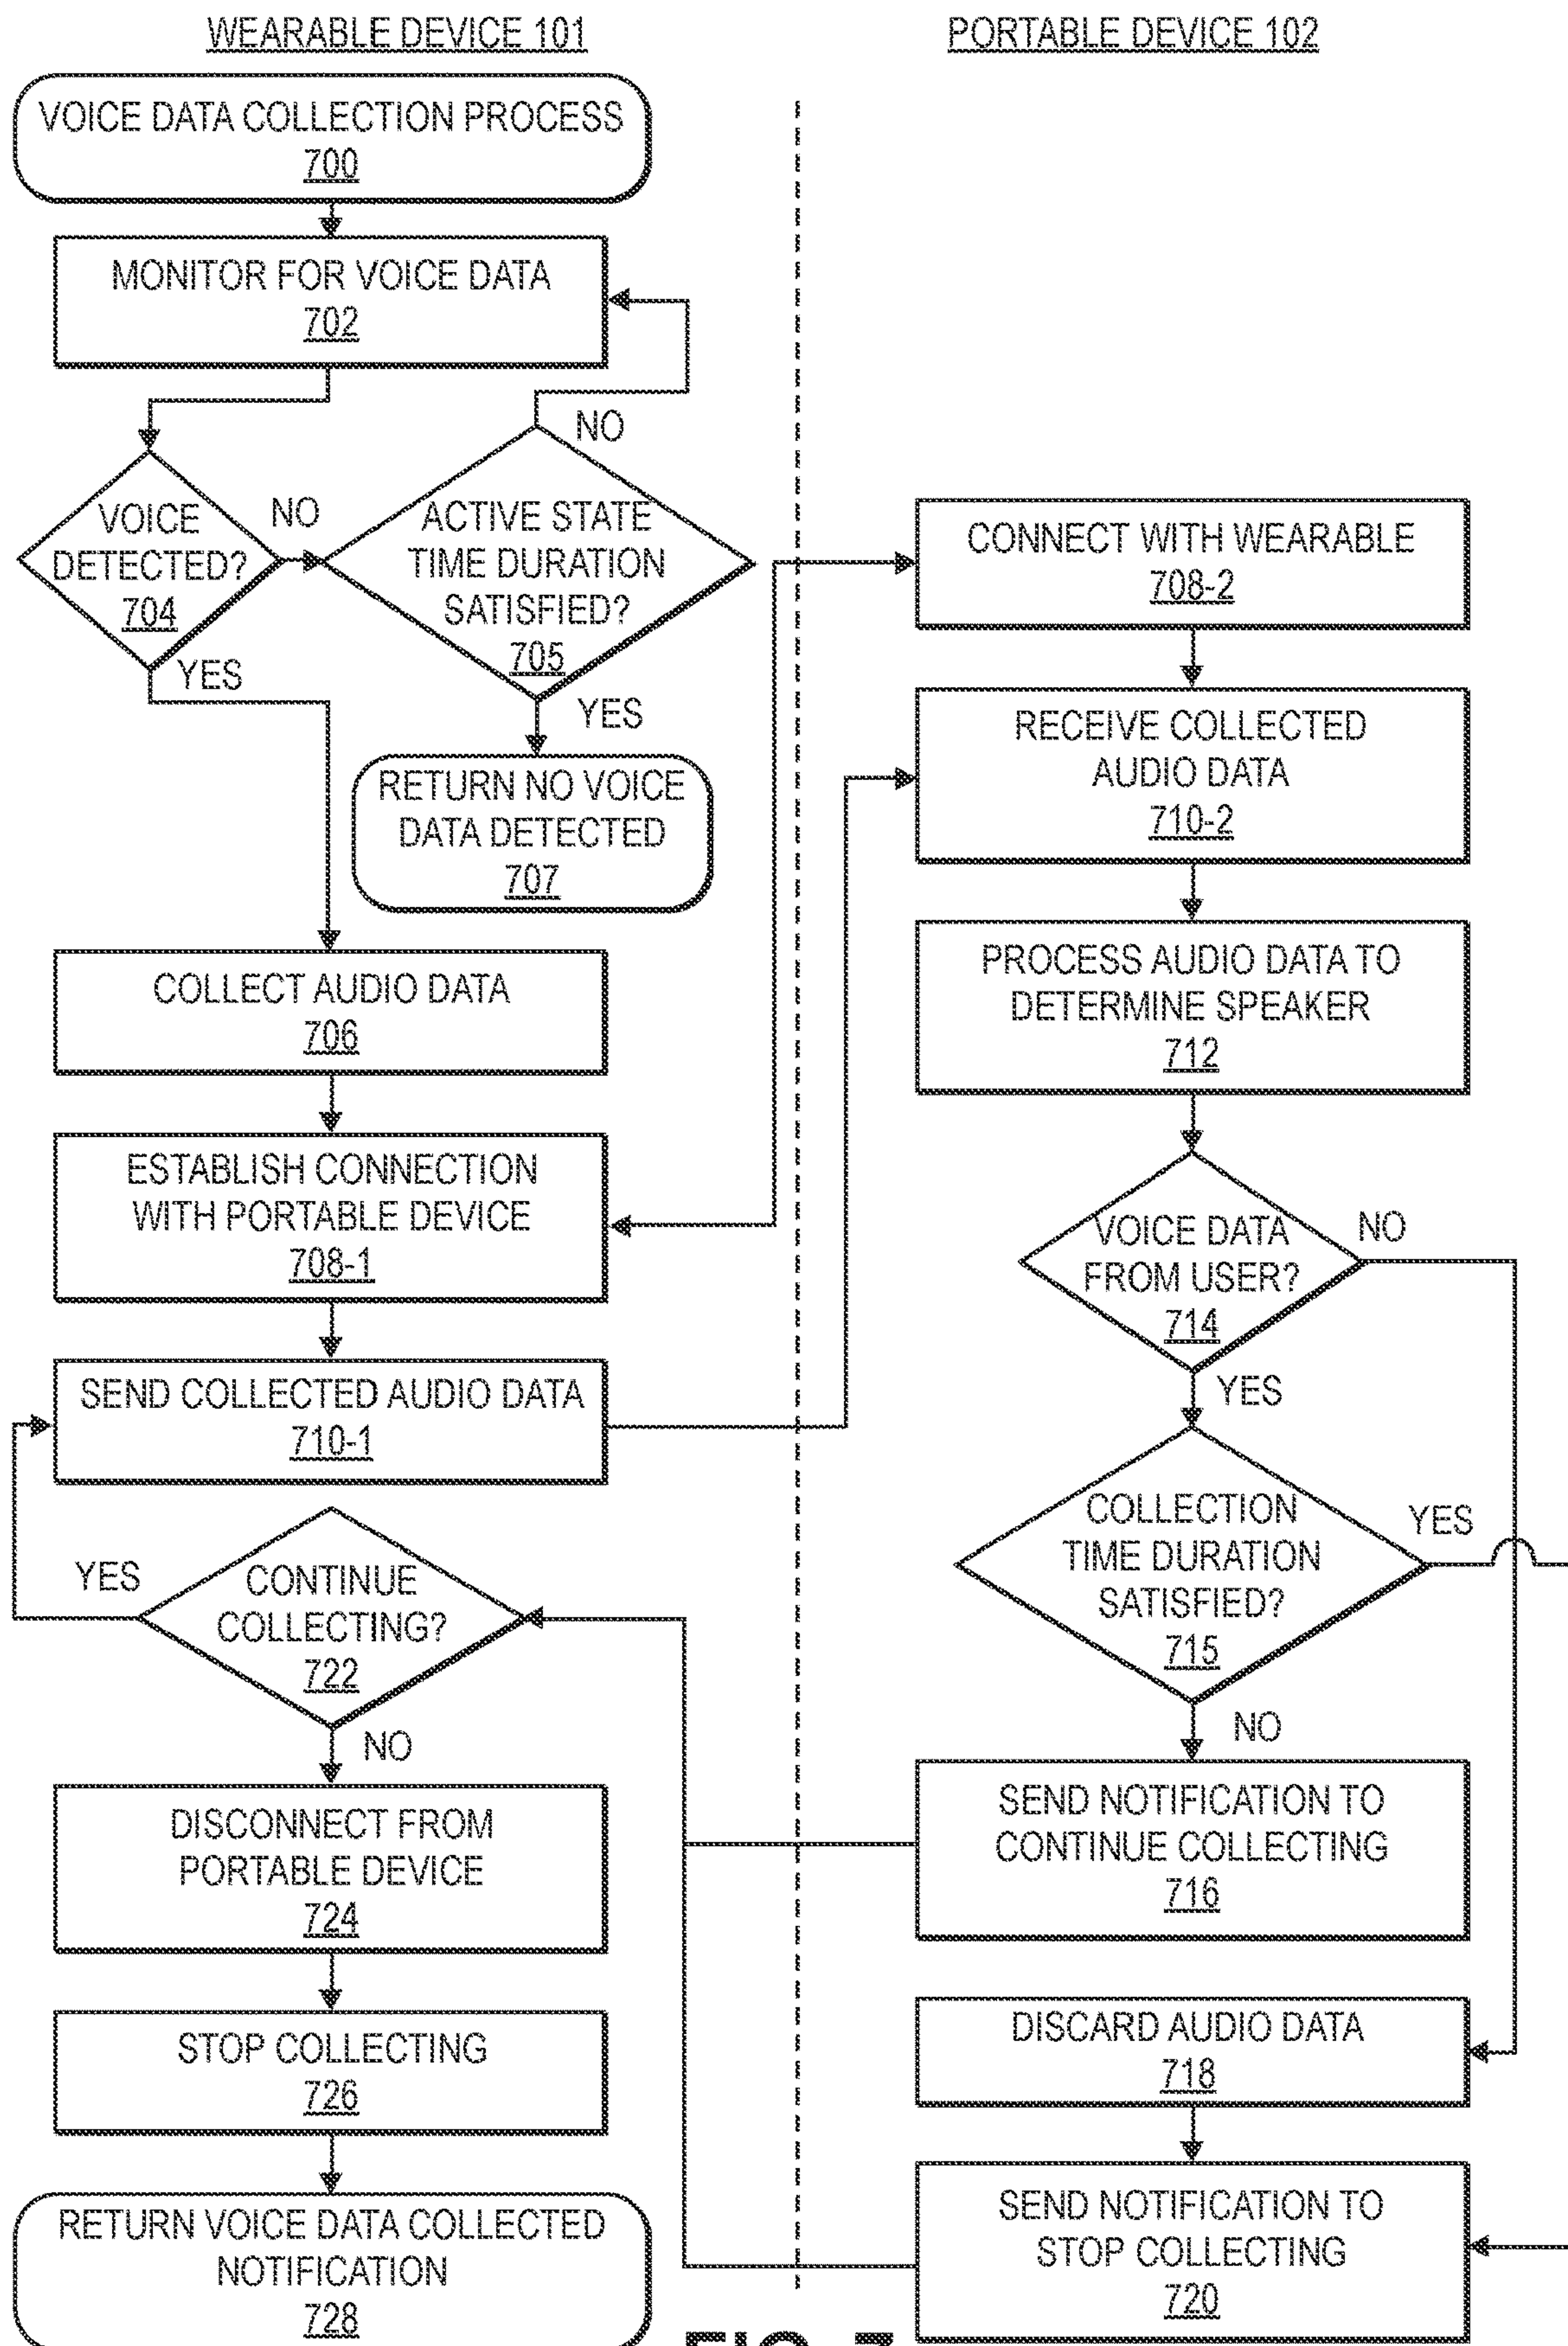 WEARABLE DEVICE 101
PORTABLE DEVICE 102
VOICE DATA COLLECTION PROCESS
700
MONITOR FOR VOICE DATA
702
NO
VOICE
DETECTED?
704
NO
YES
ACTIVE STATE
TIME DURATION
SATISFIED?
705
YES
RETURN NO VOICE
DATA DETECTED
707
COLLECT AUDIO DATA
706
ESTABLISH CONNECTION
WITH PORTABLE DEVICE
708-1
SEND COLLECTED AUDIO DATA
710-1
YES
CONTINUE
COLLECTING?
722
NO
DISCONNECT FROM
PORTABLE DEVICE
724
STOP COLLECTING
726
RETURN VOICE DATA COLLECTED
NOTIFICATION
728
CONNECT WITH WEARABLE
708-2
RECEIVE COLLECTED
AUDIO DATA
710-2
PROCESS AUDIO DATA TO
DETERMINE SPEAKER
712
VOICE DATA
FROM USER?
714
NO
YES
COLLECTION
TIME DURATION
SATISFIED?
715
YES
NO
SEND NOTIFICATION TO
CONTINUE COLLECTING
716
DISCARD AUDIO DATA
718
SEND NOTIFICATION TO
STOP COLLECTING
720